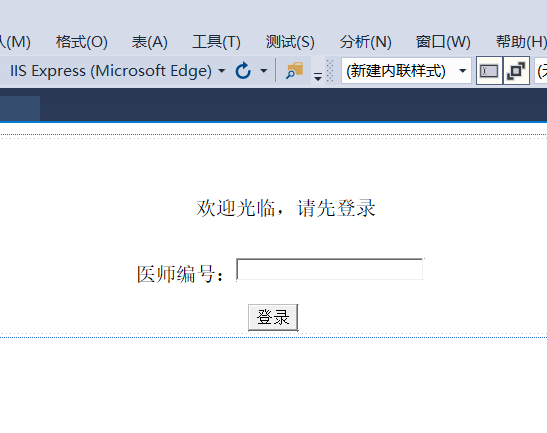 (M) 格式(O) 表(A) 工具(T) 测试(S) 分析(N) 窗口(W) 帮助(H)
IIS Express (Microsoft Edge) (新建内联样式)
欢迎光临，请先登录
医师编号：
登录